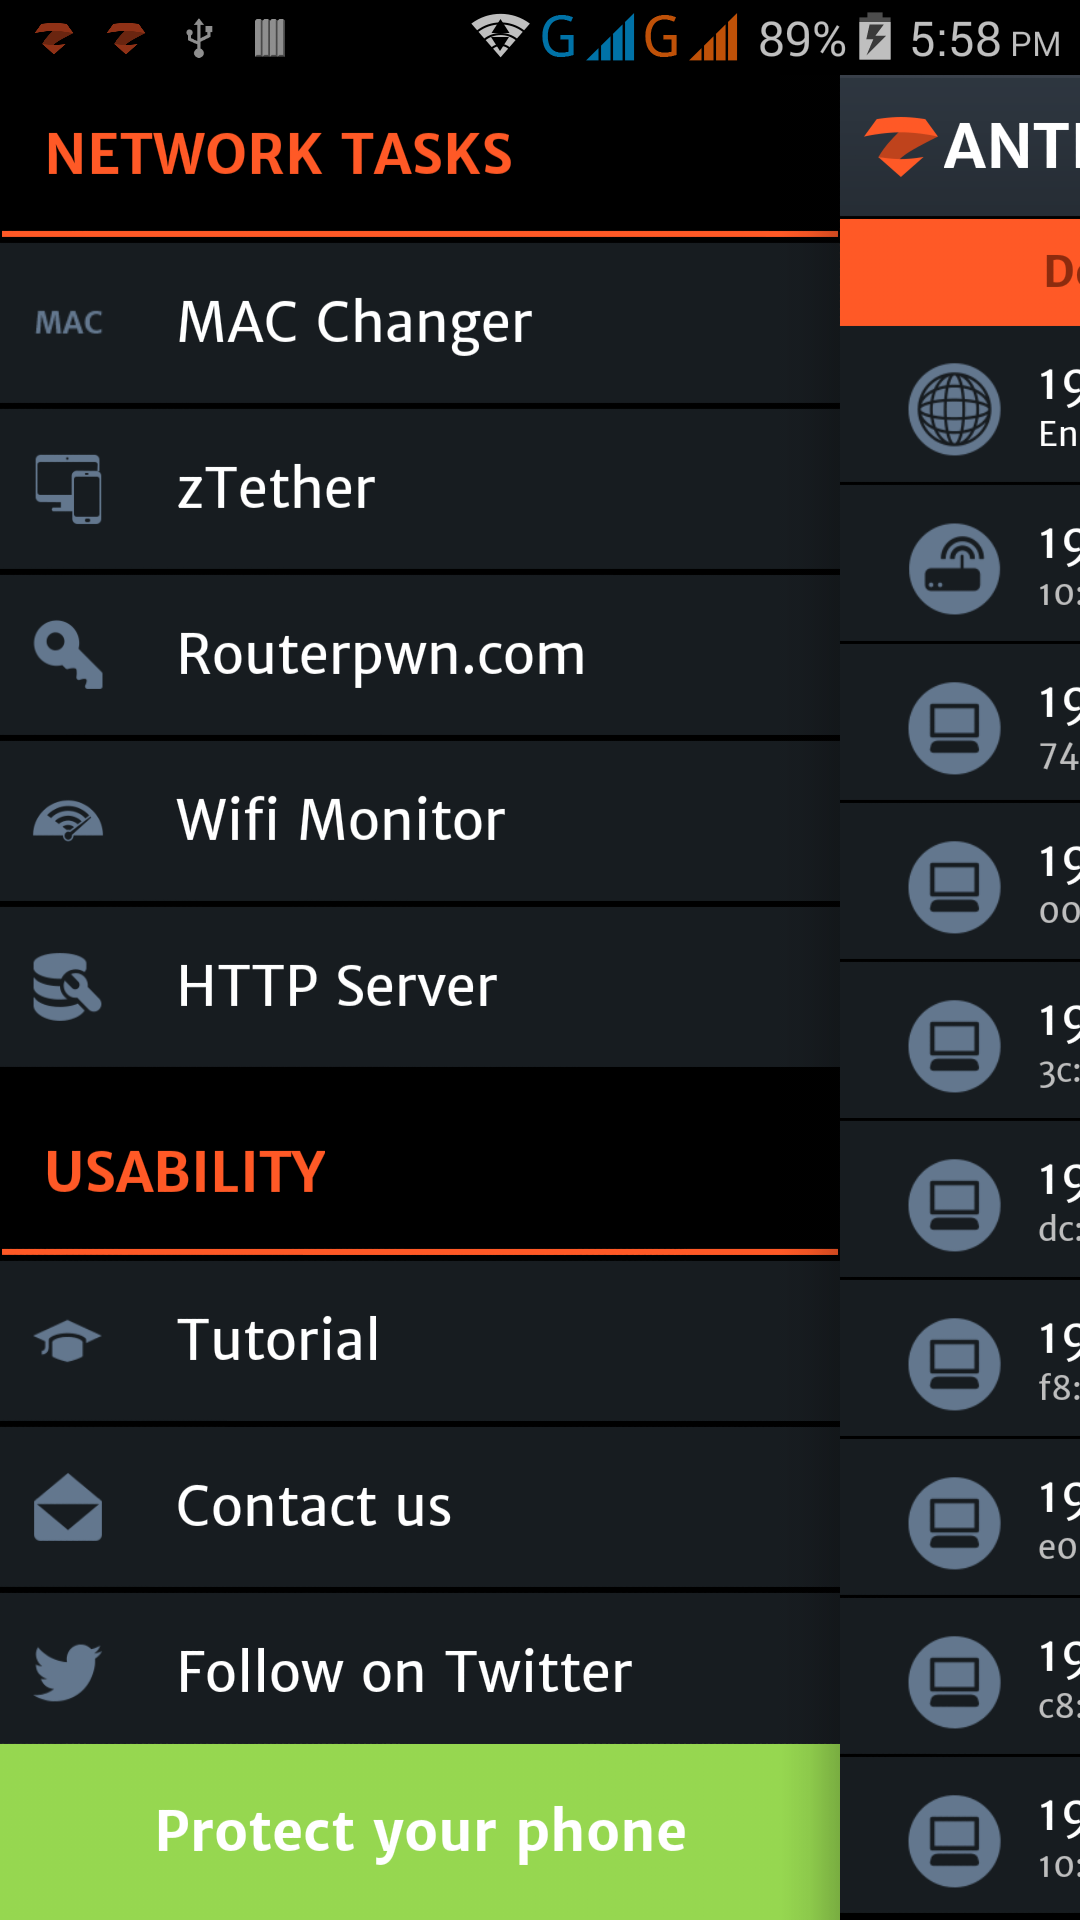 G G 89% 5:58 PM
NETWORK TASKS
MAC MAC Changer
zTether
Routerpwn.com
Wifi Monitor
HTTP Server
USABILITY
Tutorial
Contact us
Follow on Twitter
Protect your phone
ANT
De
19
En
19
10:
19
74
19
00
19
3c:
19
dc:
19
f8:
19
e0
19
c8:
19
10: